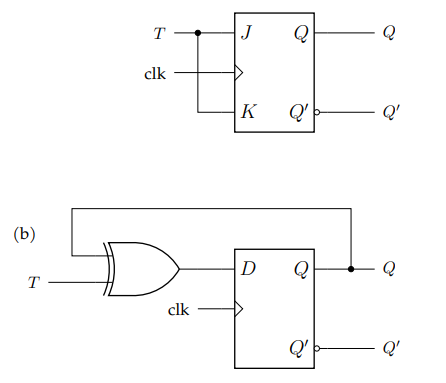 T J Q Q
clk
K Q′ Q′
(b)
T D Q Q
clk
Q′ Q′